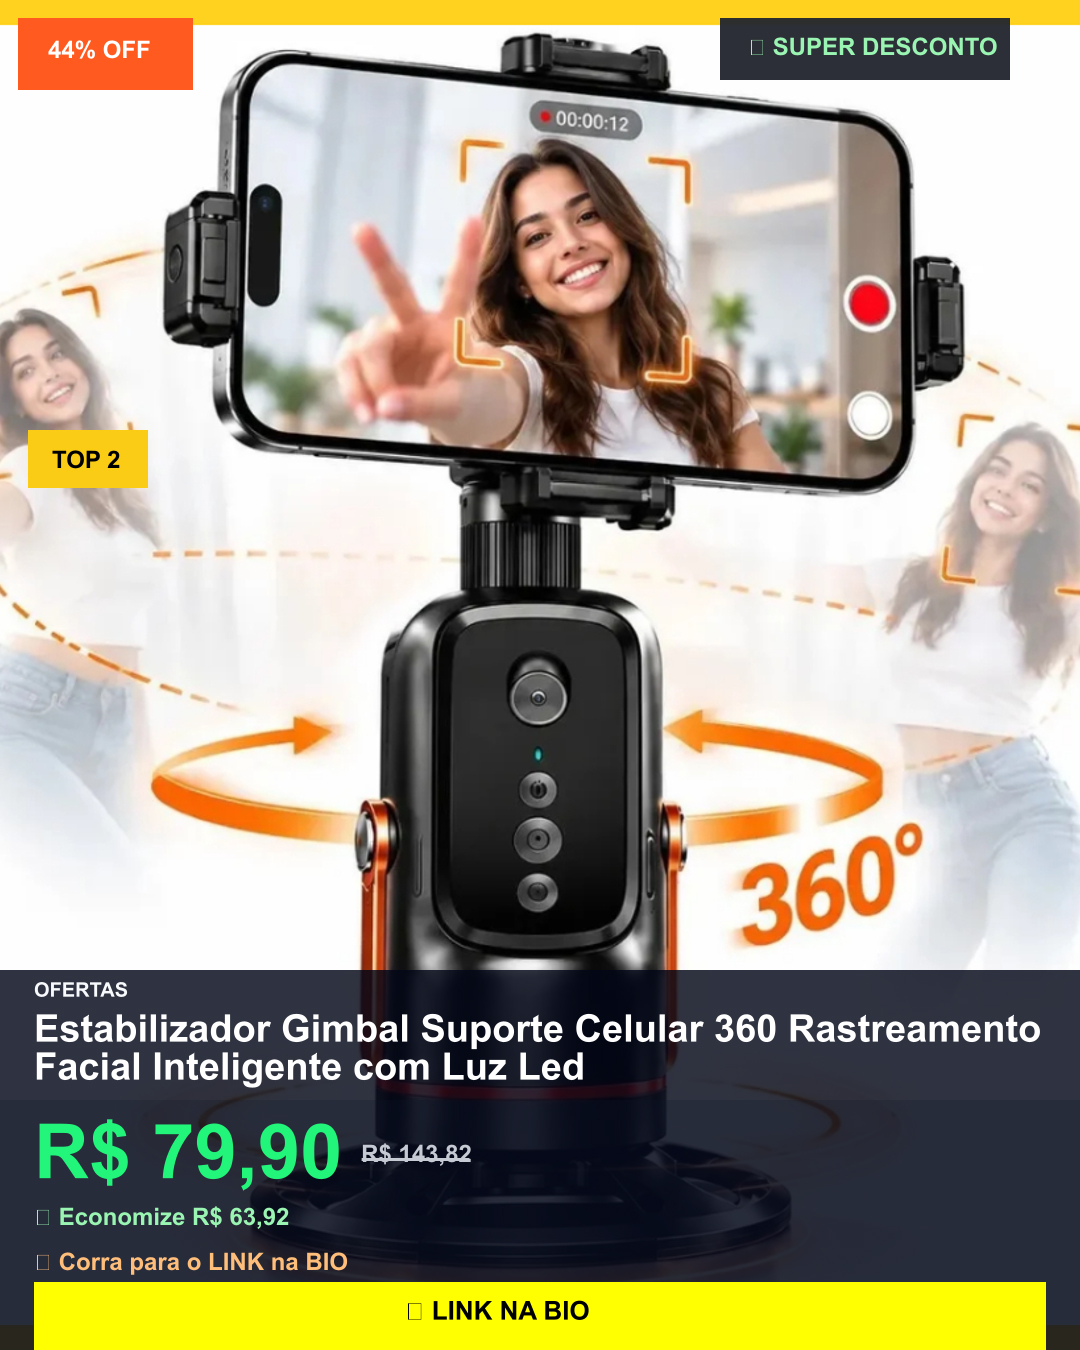 44% OFF
□ SUPER DESCONTO
00:00:12
TOP 2
360°
OFERTAS
Estabilizador Gimbal Suporte Celular 360 Rastreamento
Facial Inteligente com Luz Led
R$ 79,90 R$ 143,82
□ Economize R$ 63,92
□ Corra para o LINK na BIO
□ LINK NA BIO